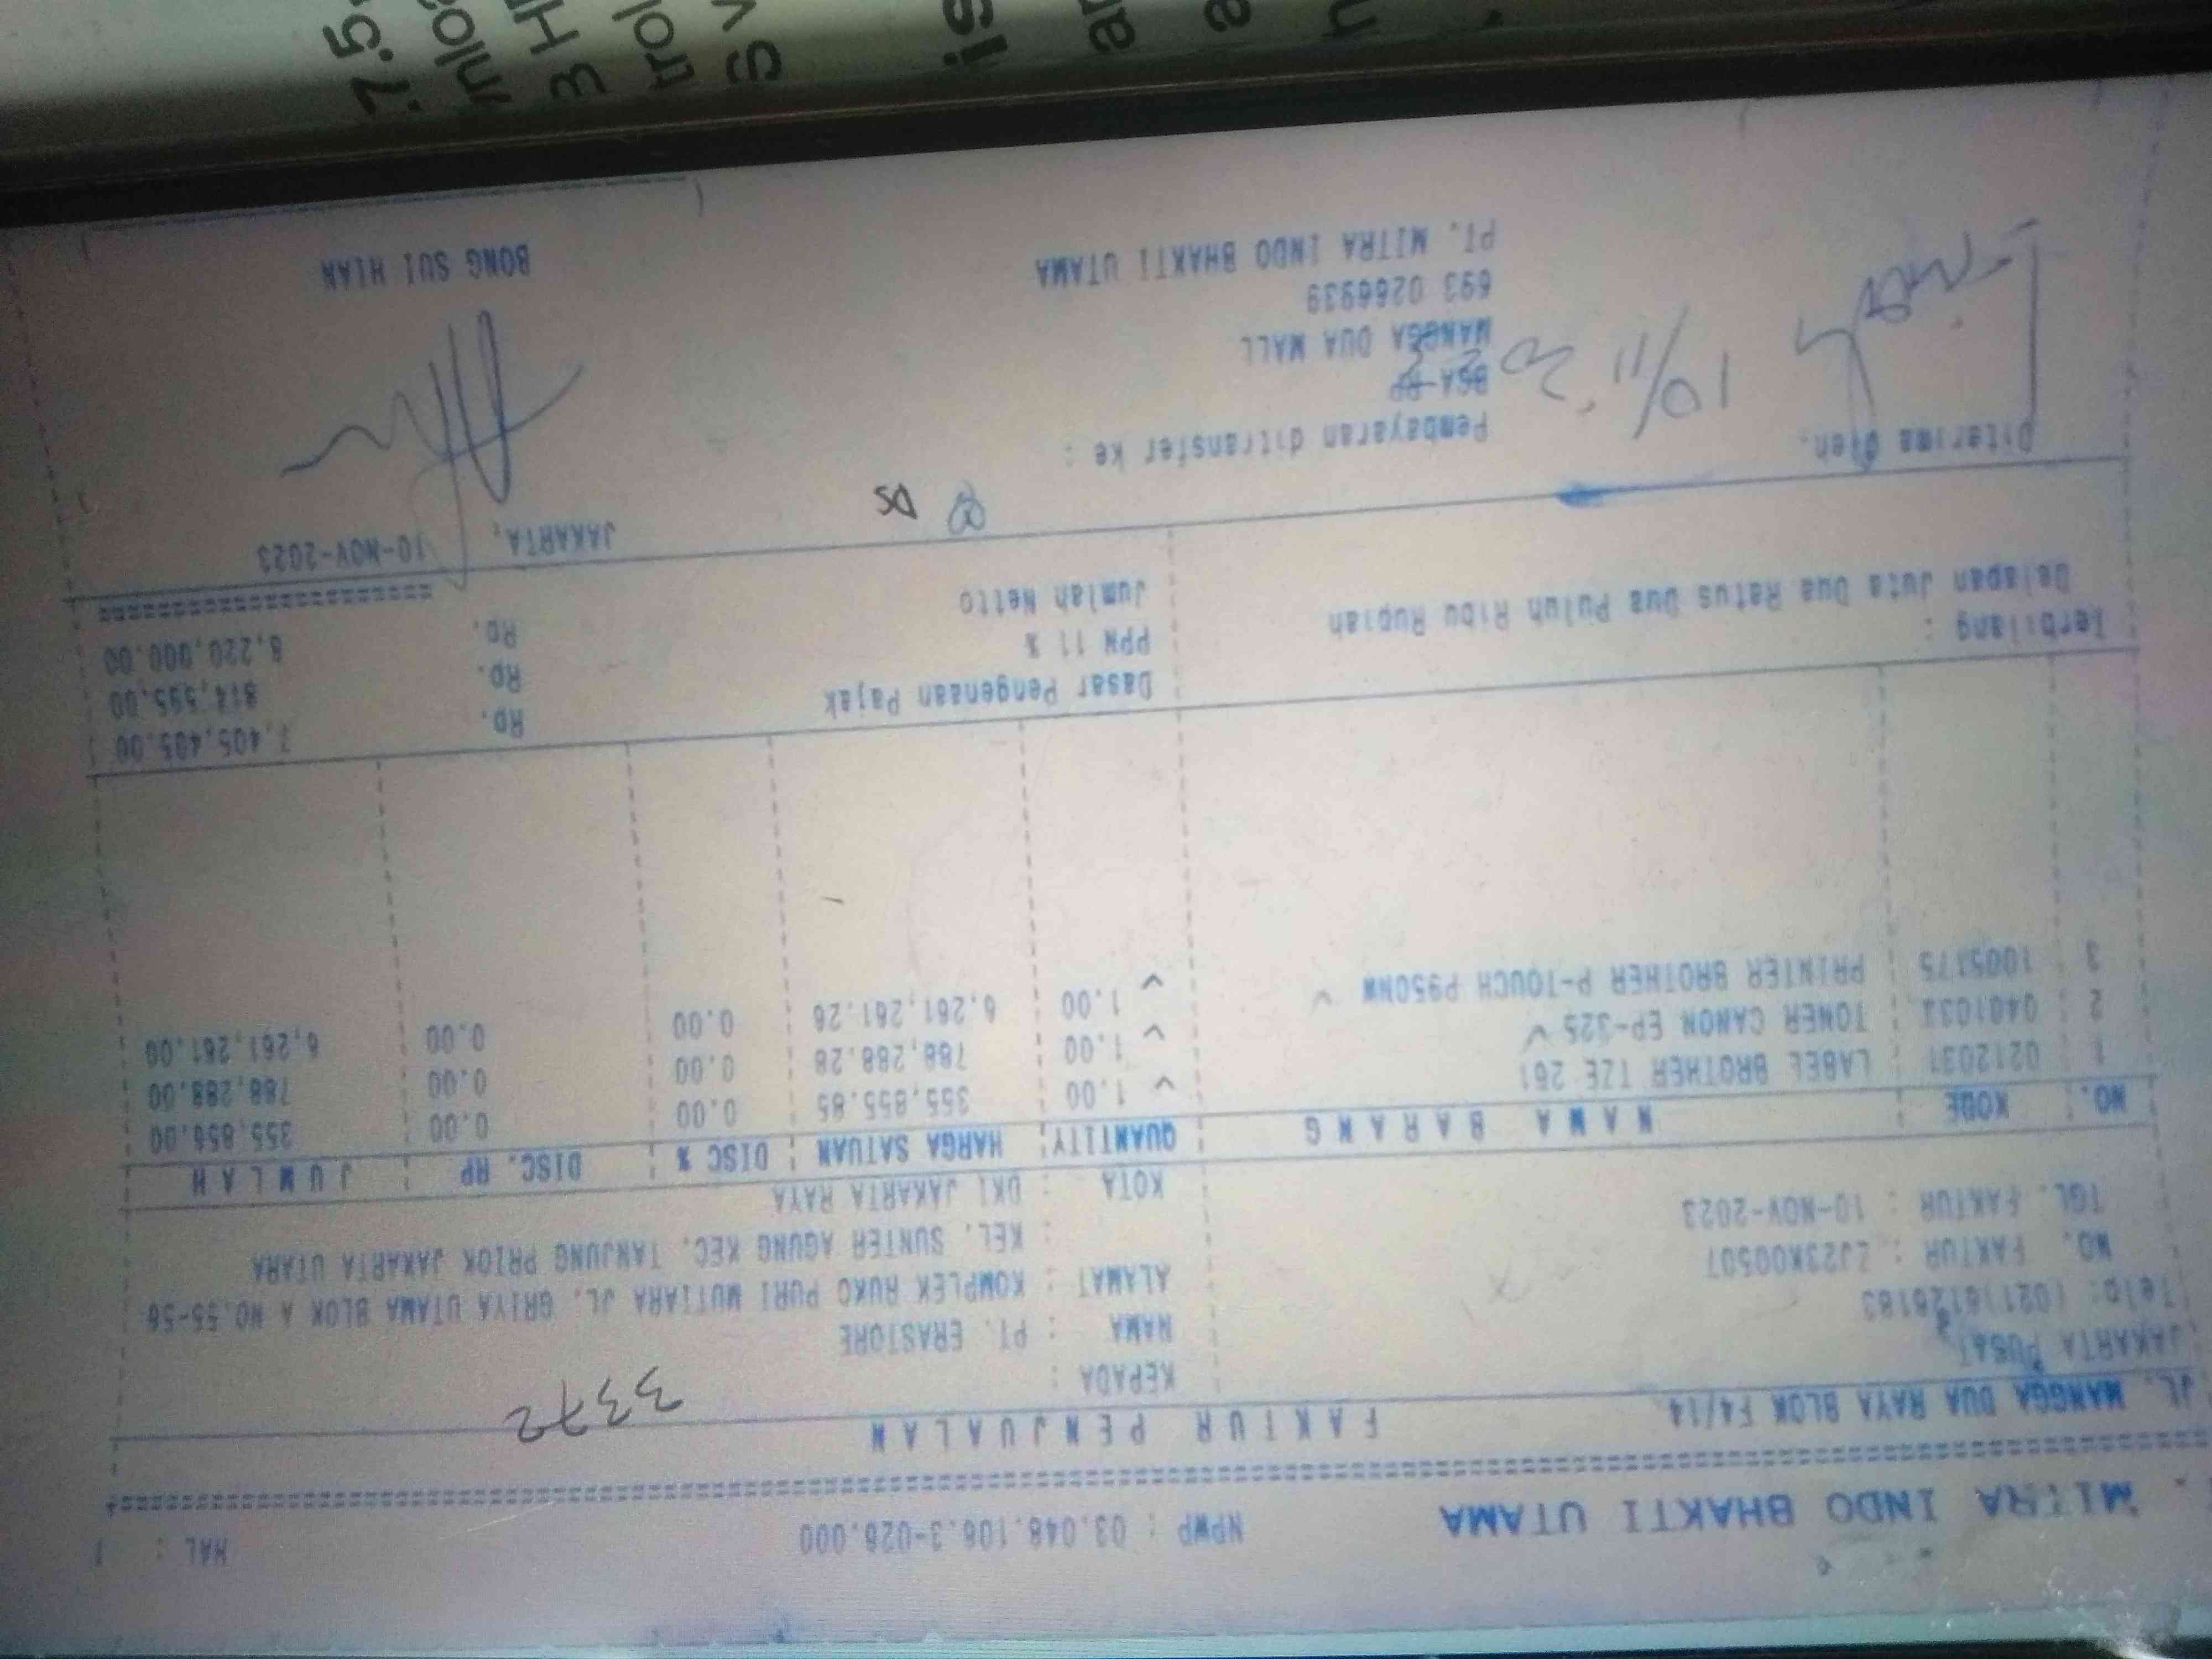 . MITRA INDO BHAKTI UTAMA NPWP : 03.048.106.3-026.000 HAL : 1
JL. MANGGA DUA RAYA BLOK F4/14 FAKTUR PENJUALAN
JAKARTA PUSAT KEPADA : 3372
Telp: (021)6126183 NAMA : PT. ERASTORE
NO. FAKTUR : ZJ23K00507 ALAMAT : KOMPLEK RUKO PURI MUTIARA JL. GRIYA UTAMA BLOK A NO.55-56
TGL. FAKTUR : 10-NOV-2023 : KEL. SUNTER AGUNG KEC. TANJUNG PRIOK JAKARTA UTARA
KOTA : DKI JAKARTA RAYA
NO. KODE NAMA BARANG QUANTITY HARGA SATUAN DISC % DISC. RP JUMLAH
1 0212031 LABEL BROTHER TZE 261 1.00 355,855.85 0.00 0.00 355,856.00
2 TONER CANON EP-325 1.00 788,288.28 0.00 0.00 788,288.00
3 PRINTER BROTHER P-TOUCH P950NW 1.00 6,261,261.26 0.00 0.00 6,261,261.00
Dasar Pengenaan Pajak Rp. 7,405,405.00
Terbilang : PPN 11 % Rp. 814,595.00
Delapan Juta Dua Ratus Dua Puluh Ribu Rupiah Jumlah Netto Rp. 8,220,000.00
JAKARTA, 10-NOV-2023
Diterima Oleh, Pembayaran ditransfer ke :
10/11
MANGGA DUA MALL
693 0266939
PT. MITRA INDO BHAKTI UTAMA BONG SUI HIAN